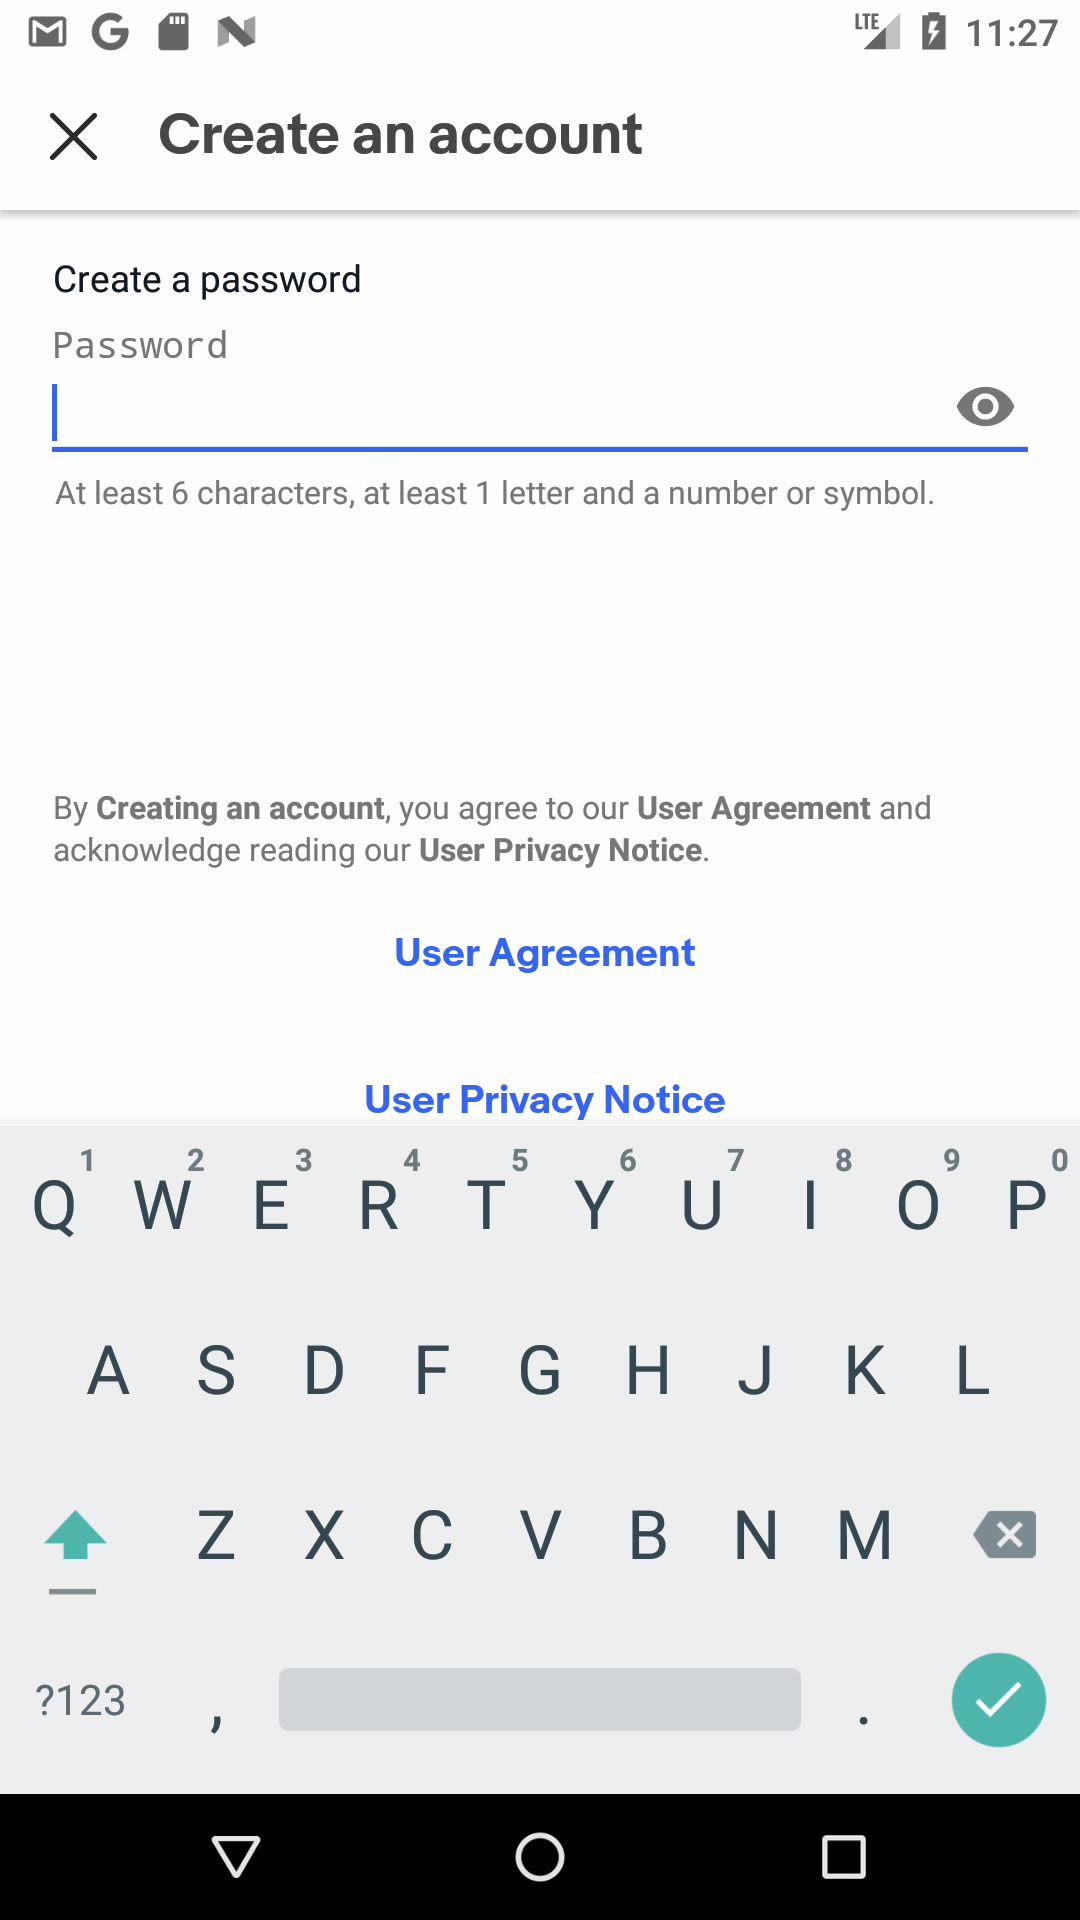 LTE 11:27
Create an account
Create a password
Password
At least 6 characters, at least 1 letter and a number or symbol.
By Creating an account, you agree to our User Agreement and
acknowledge reading our User Privacy Notice.
User Agreement
User Privacy Notice
1 2 3 4 5 6 7 8 9 0
Q W E R T Y U I O P
A S D F G H J K L
Z X C V B N M
?123 , .